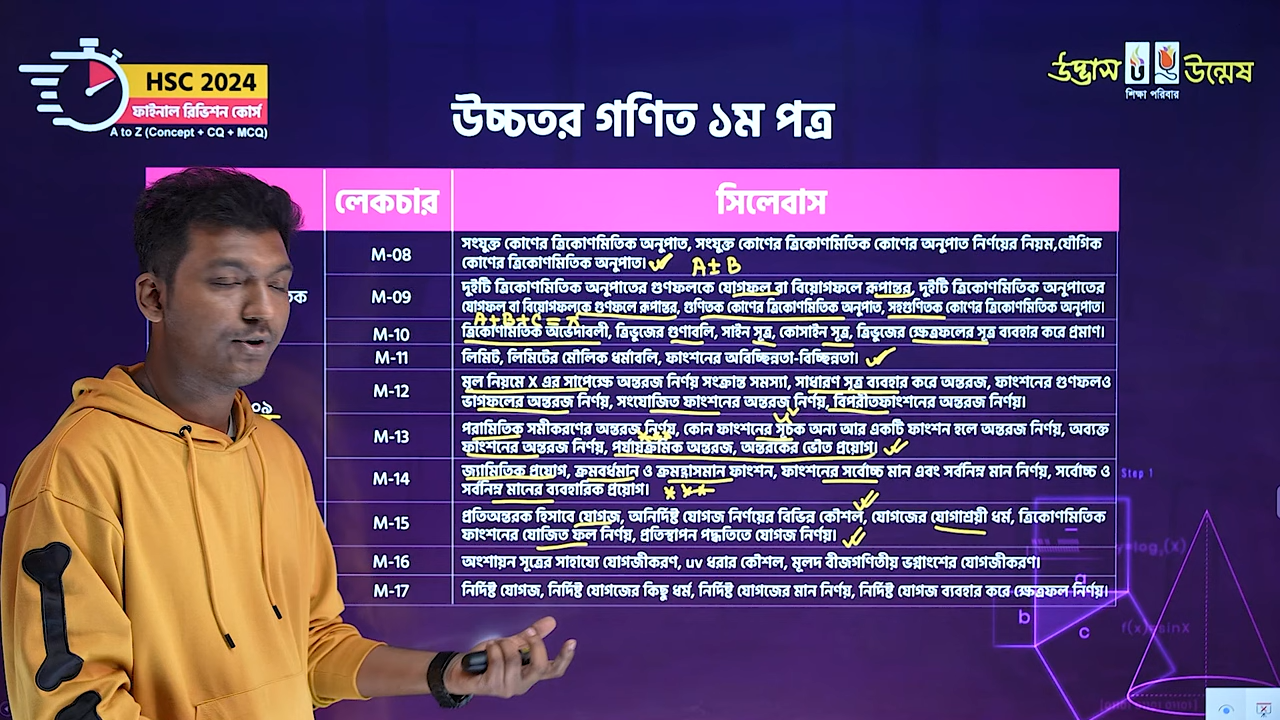 HSC 2024
ফাইনাল রিভিশন কোর্স
A to Z (Concept + CQ + MCQ)
উদ্ভাস উন্মেষ
শিক্ষা পরিবার
উচ্চতর গণিত ১ম পত্র
লেকচার সিলেবাস
M-08 সংযুক্ত কোণের ত্রিকোণমিতিক অনুপাত, সংযুক্ত কোণের ত্রিকোণমিতিক কোণের অনুপাত নির্ণয়ের নিয়ম,যৌগিক
কোণের ত্রিকোণমিতিক অনুপাত।
A±B
M-09 দুইটি ত্রিকোণমিতিক অনুপাতের গুণফলকে যোগফল বা বিয়োগফলে রূপান্তর, দুইটি ত্রিকোণমিতিক অনুপাতের
যোগফল বা বিয়োগফলকে গুণফলে রূপান্তর, গুণিতক কোণের ত্রিকোণমিতিক অনুপাত, সহগুণিতক কোণের ত্রিকোণমিতিক অনুপাত।
তিক
A+B+C=π
M-10 ত্রিকোণমিতিক অভেদাবলী, ত্রিভুজের গুণাবলি, সাইন সূত্র, কোসাইন সূত্র, ত্রিভুজের ক্ষেত্রফলের সূত্র ব্যবহার করে প্রমাণ।
M-11 লিমিট, লিমিটের মৌলিক ধর্মাবলি, ফাংশনের অবিচ্ছিন্নতা-বিচ্ছিন্নতা।
M-12 মূল নিয়মে X এর সাপেক্ষে অন্তরজ নির্ণয় সংক্রান্ত সমস্যা, সাধারণ সূত্র ব্যবহার করে অন্তরজ, ফাংশনের গুণফলও
ভাগফলের অন্তরজ নির্ণয়, সংযোজিত ফাংশনের অন্তরজ নির্ণয়, বিপরীতফাংশনের অন্তরজ নির্ণয়।
০৯
M-13 পরামিতিক সমীকরণের অন্তরজ নির্ণয়, কোন ফাংশনের সূচক অন্য আর একটি ফাংশন হলে অন্তরজ নির্ণয়, অব্যক্ত
ফাংশনের অন্তরজ নির্ণয়, পর্যায়ক্রমিক অন্তরজ, অন্তরকের ভৌত প্রয়োগ।
M-14 জ্যামিতিক প্রয়োগ, ক্রমবর্ধমান ও ক্রমহ্রাসমান ফাংশন, ফাংশনের সর্বোচ্চ মান এবং সর্বনিম্ন মান নির্ণয়, সর্বোচ্চ ও
সর্বনিম্ন মানের ব্যবহারিক প্রয়োগ।
Step 1
M-15 প্রতিঅন্তরক হিসাবে যোগজ, অনির্দিষ্ট যোগজ নির্ণয়ের বিভিন্ন কৌশল, যোগজের যোগাশ্রয়ী ধর্ম, ত্রিকোণমিতিক
ফাংশনের যোজিত ফল নির্ণয়, প্রতিস্থাপন পদ্ধতিতে যোগজ নির্ণয়।
M-16 অংশায়ন সূত্রের সাহায্যে যোগজীকরণ, uv ধরার কৌশল, মূলদ বীজগণিতীয় ভগ্নাংশের যোগজীকরণ।
M-17 নির্দিষ্ট যোগজ, নির্দিষ্ট যোগজের কিছু ধর্ম, নির্দিষ্ট যোগজের মান নির্ণয়, নির্দিষ্ট যোগজ ব্যবহার করে ক্ষেত্রফল নির্ণয়।
a
b
c